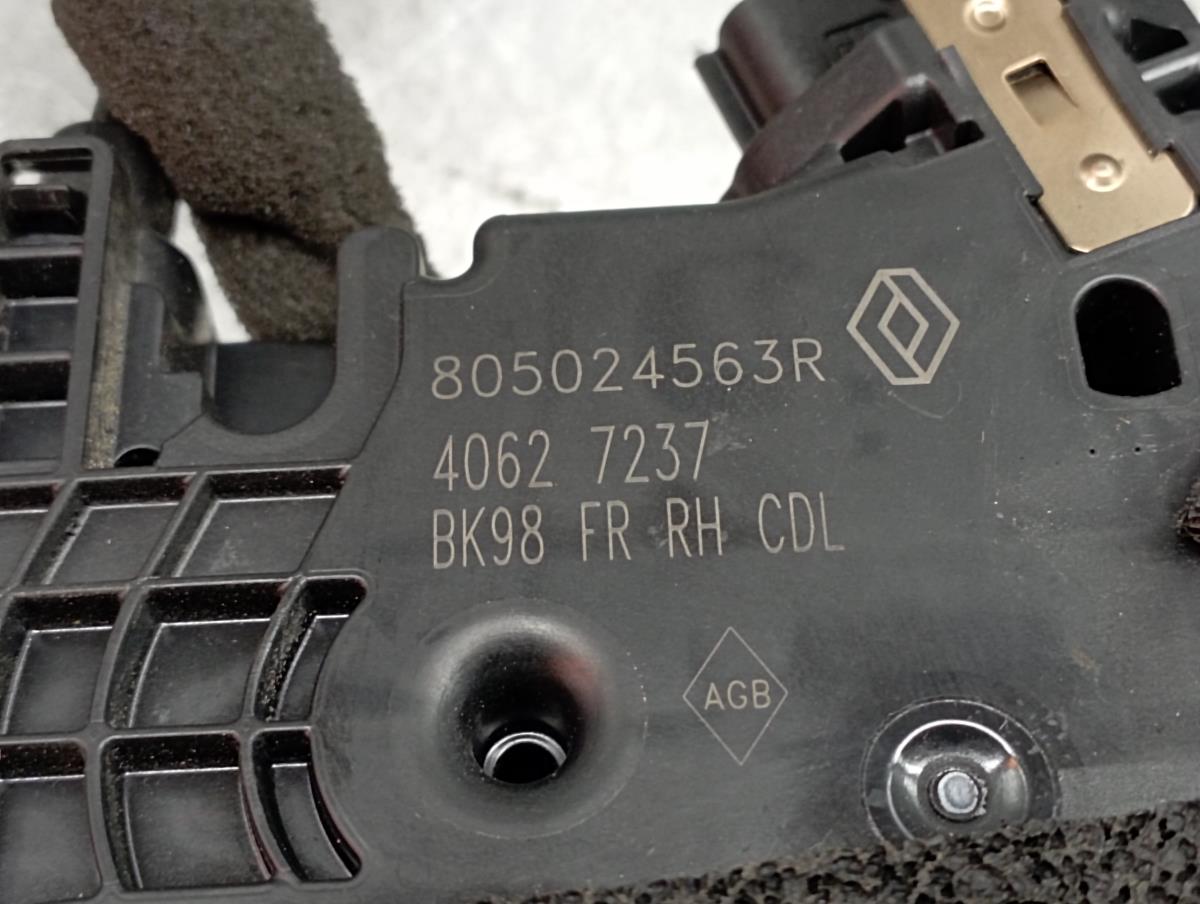 805024563R
4062 7237
BK98 FR RH CDL
AGB